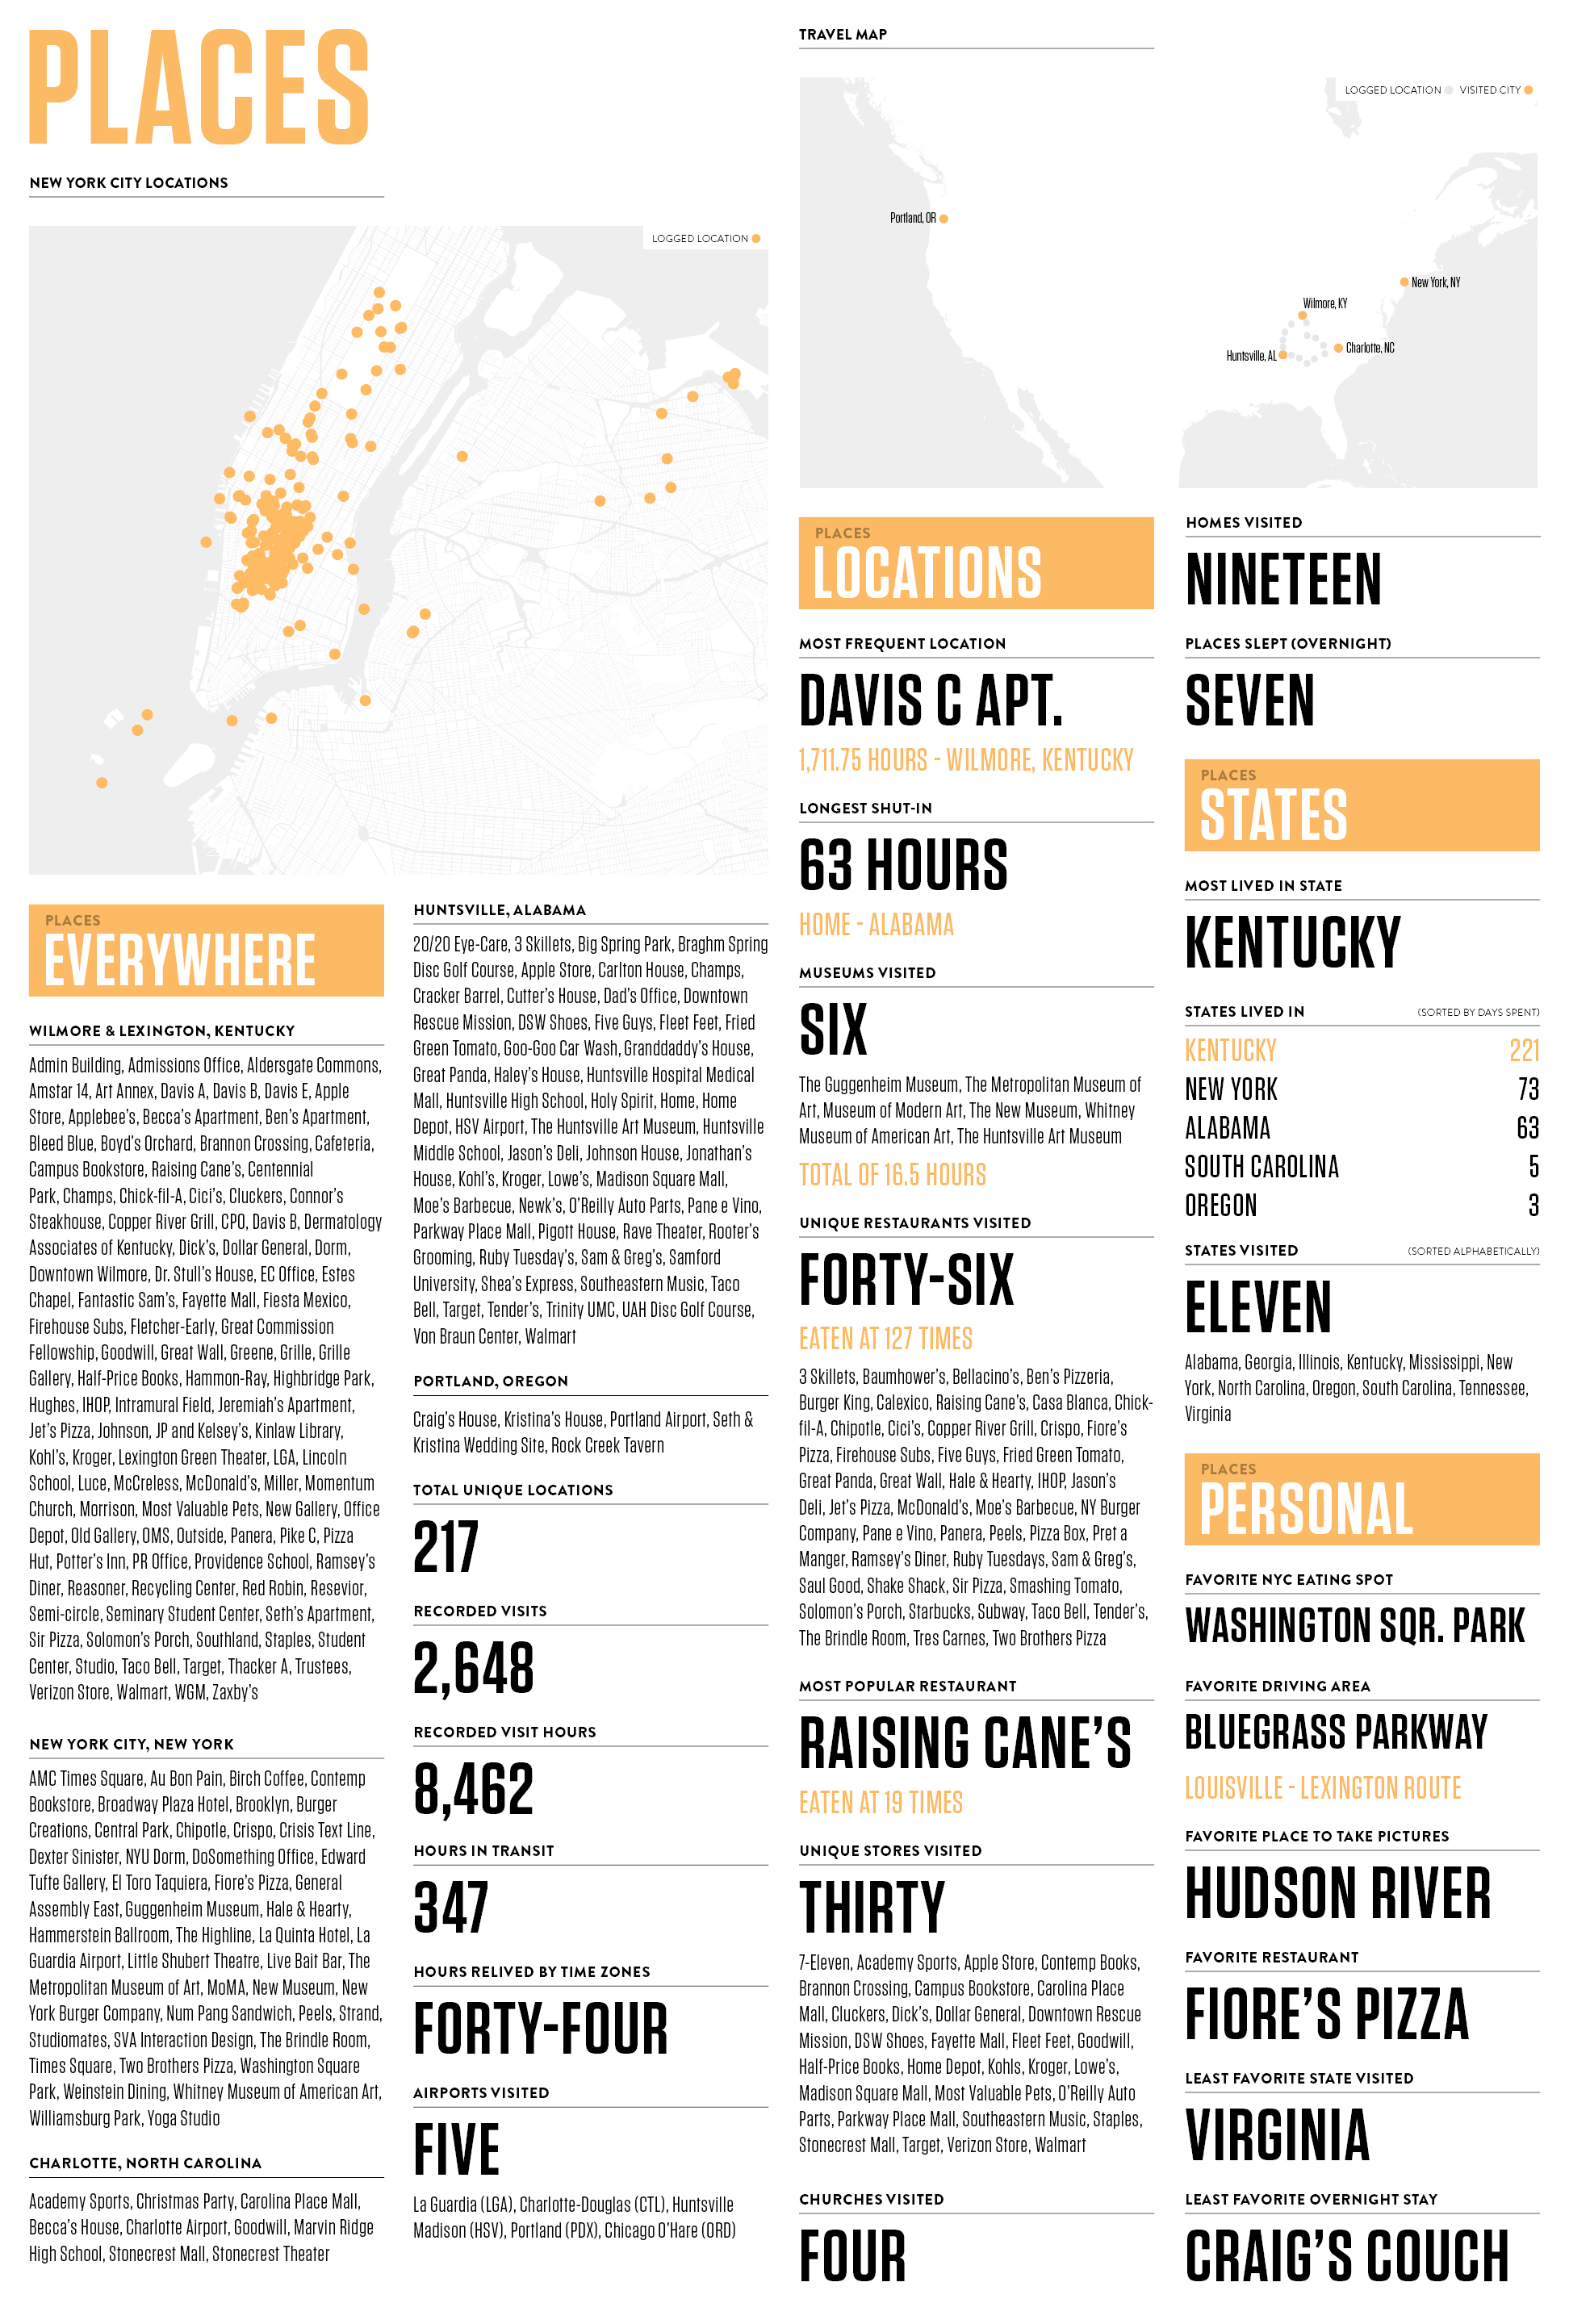 PLACES
NEW YORK CITY LOCATIONS
LOGGED LOCATION
PLACES
EVERYWHERE
WILMORE & LEXINGTON, KENTUCKY
Admin Building, Admissions Office, Aldersgate Commons,
Amstar 14, Art Annex, Davis A, Davis B, Davis E, Apple
Store, Applebee's, Becca's Apartment, Ben's Apartment,
Bleed Blue, Boyd's Orchard, Brannon Crossing, Cafeteria,
Campus Bookstore, Raising Cane's, Centennial
Park, Champs, Chick-fil-A, Cici's, Cluckers, Connor's
Steakhouse, Copper River Grill, CPO, Davis B, Dermatology
Associates of Kentucky, Dick's, Dollar General, Dorm,
Downtown Wilmore, Dr. Stull's House, EC Office, Estes
Chapel, Fantastic Sam's, Fayette Mall, Fiesta Mexico,
Firehouse Subs, Fletcher-Early, Great Commission
Fellowship, Goodwill, Great Wall, Greene, Grille, Grille
Gallery, Half-Price Books, Hammon-Ray, Highbridge Park,
Hughes, IHOP, Intramural Field, Jeremiah's Apartment,
Jet's Pizza, Johnson, JP and Kelsey's, Kinlaw Library,
Kohl's, Kroger, Lexington Green Theater, LGA, Lincoln
School, Luce, McCreless, McDonald's, Miller, Momentum
Church, Morrison, Most Valuable Pets, New Gallery, Office
Depot, Old Gallery, OMS, Outside, Panera, Pike C, Pizza
Hut, Potter's Inn, PR Office, Providence School, Ramsey's
Diner, Reasoner, Recycling Center, Red Robin, Resevior,
Semi-circle, Seminary Student Center, Seth's Apartment,
Sir Pizza, Solomon's Porch, Southland, Staples, Student
Center, Studio, Taco Bell, Target, Thacker A, Trustees,
Verizon Store, Walmart, WGM, Zaxby's
NEW YORK CITY, NEW YORK
AMC Times Square, Au Bon Pain, Birch Coffee, Contemp
Bookstore, Broadway Plaza Hotel, Brooklyn, Burger
Creations, Central Park, Chipotle, Crispo, Crisis Text Line,
Dexter Sinister, NYU Dorm, DoSomething Office, Edward
Tufte Gallery, El Toro Taquiera, Fiore's Pizza, General
Assembly East, Guggenheim Museum, Hale & Hearty,
Hammerstein Ballroom, The Highline, La Quinta Hotel, La
Guardia Airport, Little Shubert Theatre, Live Bait Bar, The
Metropolitan Museum of Art, MoMA, New Museum, New
York Burger Company, Num Pang Sandwich, Peels, Strand,
Studiomates, SVA Interaction Design, The Brindle Room,
Times Square, Two Brothers Pizza, Washington Square
Park, Weinstein Dining, Whitney Museum of American Art,
Williamsburg Park, Yoga Studio
CHARLOTTE, NORTH CAROLINA
Academy Sports, Christmas Party, Carolina Place Mall,
Becca's House, Charlotte Airport, Goodwill, Marvin Ridge
High School, Stonecrest Mall, Stonecrest Theater
HUNTSVILLE, ALABAMA
20/20 Eye-Care, 3 Skillets, Big Spring Park, Braghm Spring
Disc Golf Course, Apple Store, Carlton House, Champs,
Cracker Barrel, Cutter's House, Dad's Office, Downtown
Rescue Mission, DSW Shoes, Five Guys, Fleet Feet, Fried
Green Tomato, Goo-Goo Car Wash, Granddaddy's House,
Great Panda, Haley's House, Huntsville Hospital Medical
Mall, Huntsville High School, Holy Spirit, Home, Home
Depot, HSV Airport, The Huntsville Art Museum, Huntsville
Middle School, Jason's Deli, Johnson House, Jonathan's
House, Kohl's, Kroger, Lowe's, Madison Square Mall,
Moe's Barbecue, Newk's, O'Reilly Auto Parts, Pane e Vino,
Parkway Place Mall, Pigott House, Rave Theater, Rooter's
Grooming, Ruby Tuesday's, Sam & Greg's, Samford
University, Shea's Express, Southeastern Music, Taco
Bell, Target, Tender's, Trinity UMC, UAH Disc Golf Course,
Von Braun Center, Walmart
PORTLAND, OREGON
Craig's House, Kristina's House, Portland Airport, Seth &
Kristina Wedding Site, Rock Creek Tavern
TOTAL UNIQUE LOCATIONS
217
RECORDED VISITS
2,648
RECORDED VISIT HOURS
8,462
HOURS IN TRANSIT
347
HOURS RELIVED BY TIME ZONES
FORTY-FOUR
AIRPORTS VISITED
FIVE
La Guardia (LGA), Charlotte-Douglas (CTL), Huntsville
Madison (HSV), Portland (PDX), Chicago O'Hare (ORD)
TRAVEL MAP
LOGGED LOCATION VISITED CITY
Portland, OR
New York, NY
Wilmore, KY
Charlotte, NC
Huntsville, AL
PLACES
LOCATIONS
MOST FREQUENT LOCATION
DAVIS C APT.
1,711.75 HOURS - WILMORE, KENTUCKY
LONGEST SHUT-IN
63 HOURS
HOME - ALABAMA
MUSEUMS VISITED
SIX
The Guggenheim Museum, The Metropolitan Museum of
Art, Museum of Modern Art, The New Museum, Whitney
Museum of American Art, The Huntsville Art Museum
TOTAL OF 16.5 HOURS
UNIQUE RESTAURANTS VISITED
FORTY-SIX
EATEN AT 127 TIMES
3 Skillets, Baumhower's, Bellacino's, Ben's Pizzeria,
Burger King, Calexico, Raising Cane's, Casa Blanca, Chick-
fil-A, Chipotle, Cici's, Copper River Grill, Crispo, Fiore's
Pizza, Firehouse Subs, Five Guys, Fried Green Tomato,
Great Panda, Great Wall, Hale & Hearty, IHOP, Jason's
Deli, Jet's Pizza, McDonald's, Moe's Barbecue, NY Burger
Company, Pane e Vino, Panera, Peels, Pizza Box, Pret a
Manger, Ramsey's Diner, Ruby Tuesdays, Sam & Greg's,
Saul Good, Shake Shack, Sir Pizza, Smashing Tomato,
Solomon's Porch, Starbucks, Subway, Taco Bell, Tender's,
The Brindle Room, Tres Carnes, Two Brothers Pizza
MOST POPULAR RESTAURANT
RAISING CANE'S
EATEN AT 19 TIMES
UNIQUE STORES VISITED
THIRTY
7-Eleven, Academy Sports, Apple Store, Contemp Books,
Brannon Crossing, Campus Bookstore, Carolina Place
Mall, Cluckers, Dick's, Dollar General, Downtown Rescue
Mission, DSW Shoes, Fayette Mall, Fleet Feet, Goodwill,
Half-Price Books, Home Depot, Kohls, Kroger, Lowe's,
Madison Square Mall, Most Valuable Pets, O'Reilly Auto
Parts, Parkway Place Mall, Southeastern Music, Staples,
Stonecrest Mall, Target, Verizon Store, Walmart
CHURCHES VISITED
FOUR
HOMES VISITED
NINETEEN
PLACES SLEPT (OVERNIGHT)
SEVEN
PLACES
STATES
MOST LIVED IN STATE
KENTUCKY
STATES LIVED IN (SORTED BY DAYS SPENT)
KENTUCKY 221
NEW YORK 73
ALABAMA 63
SOUTH CAROLINA 5
OREGON 3
STATES VISITED (SORTED ALPHABETICALLY)
ELEVEN
Alabama, Georgia, Illinois, Kentucky, Mississippi, New
York, North Carolina, Oregon, South Carolina, Tennessee,
Virginia
PLACES
PERSONAL
FAVORITE NYC EATING SPOT
WASHINGTON SQR. PARK
FAVORITE DRIVING AREA
BLUEGRASS PARKWAY
LOUISVILLE - LEXINGTON ROUTE
FAVORITE PLACE TO TAKE PICTURES
HUDSON RIVER
FAVORITE RESTAURANT
FIORE'S PIZZA
LEAST FAVORITE STATE VISITED
VIRGINIA
LEAST FAVORITE OVERNIGHT STAY
CRAIG'S COUCH